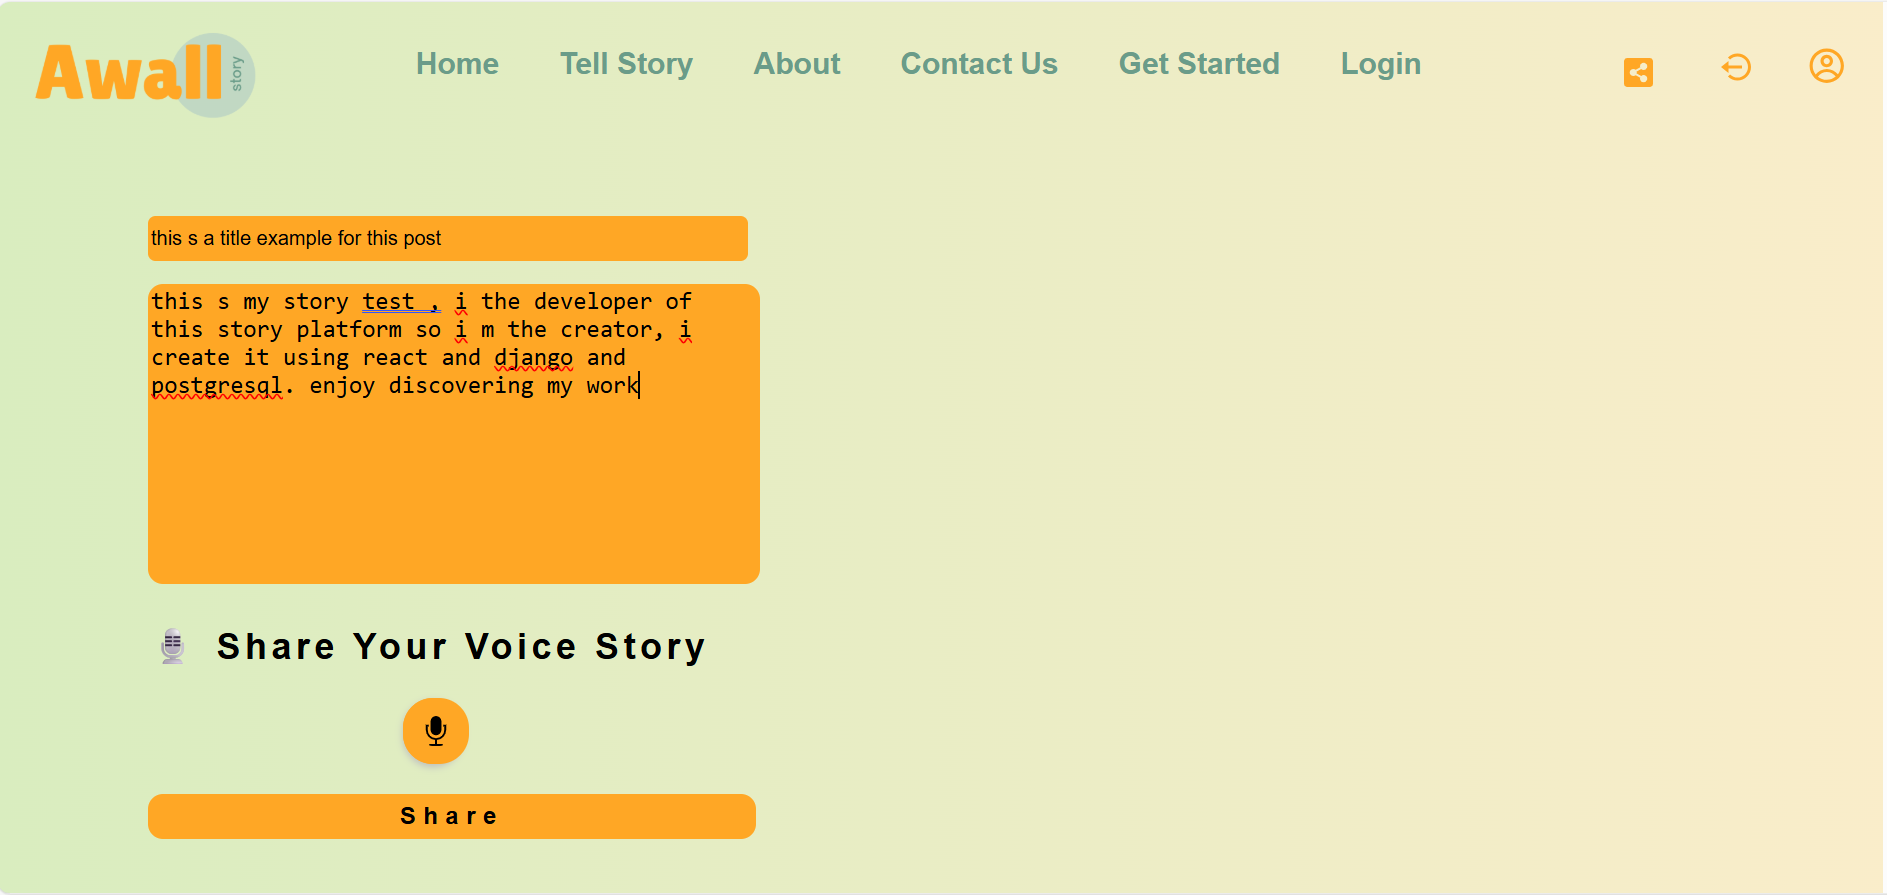 Awall story
Home Tell Story About Contact Us Get Started Login
this s a title example for this post
this s my story test , i the developer of
this story platform so i m the creator, i
create it using react and django and
postgresql. enjoy discovering my work
Share Your Voice Story
Share